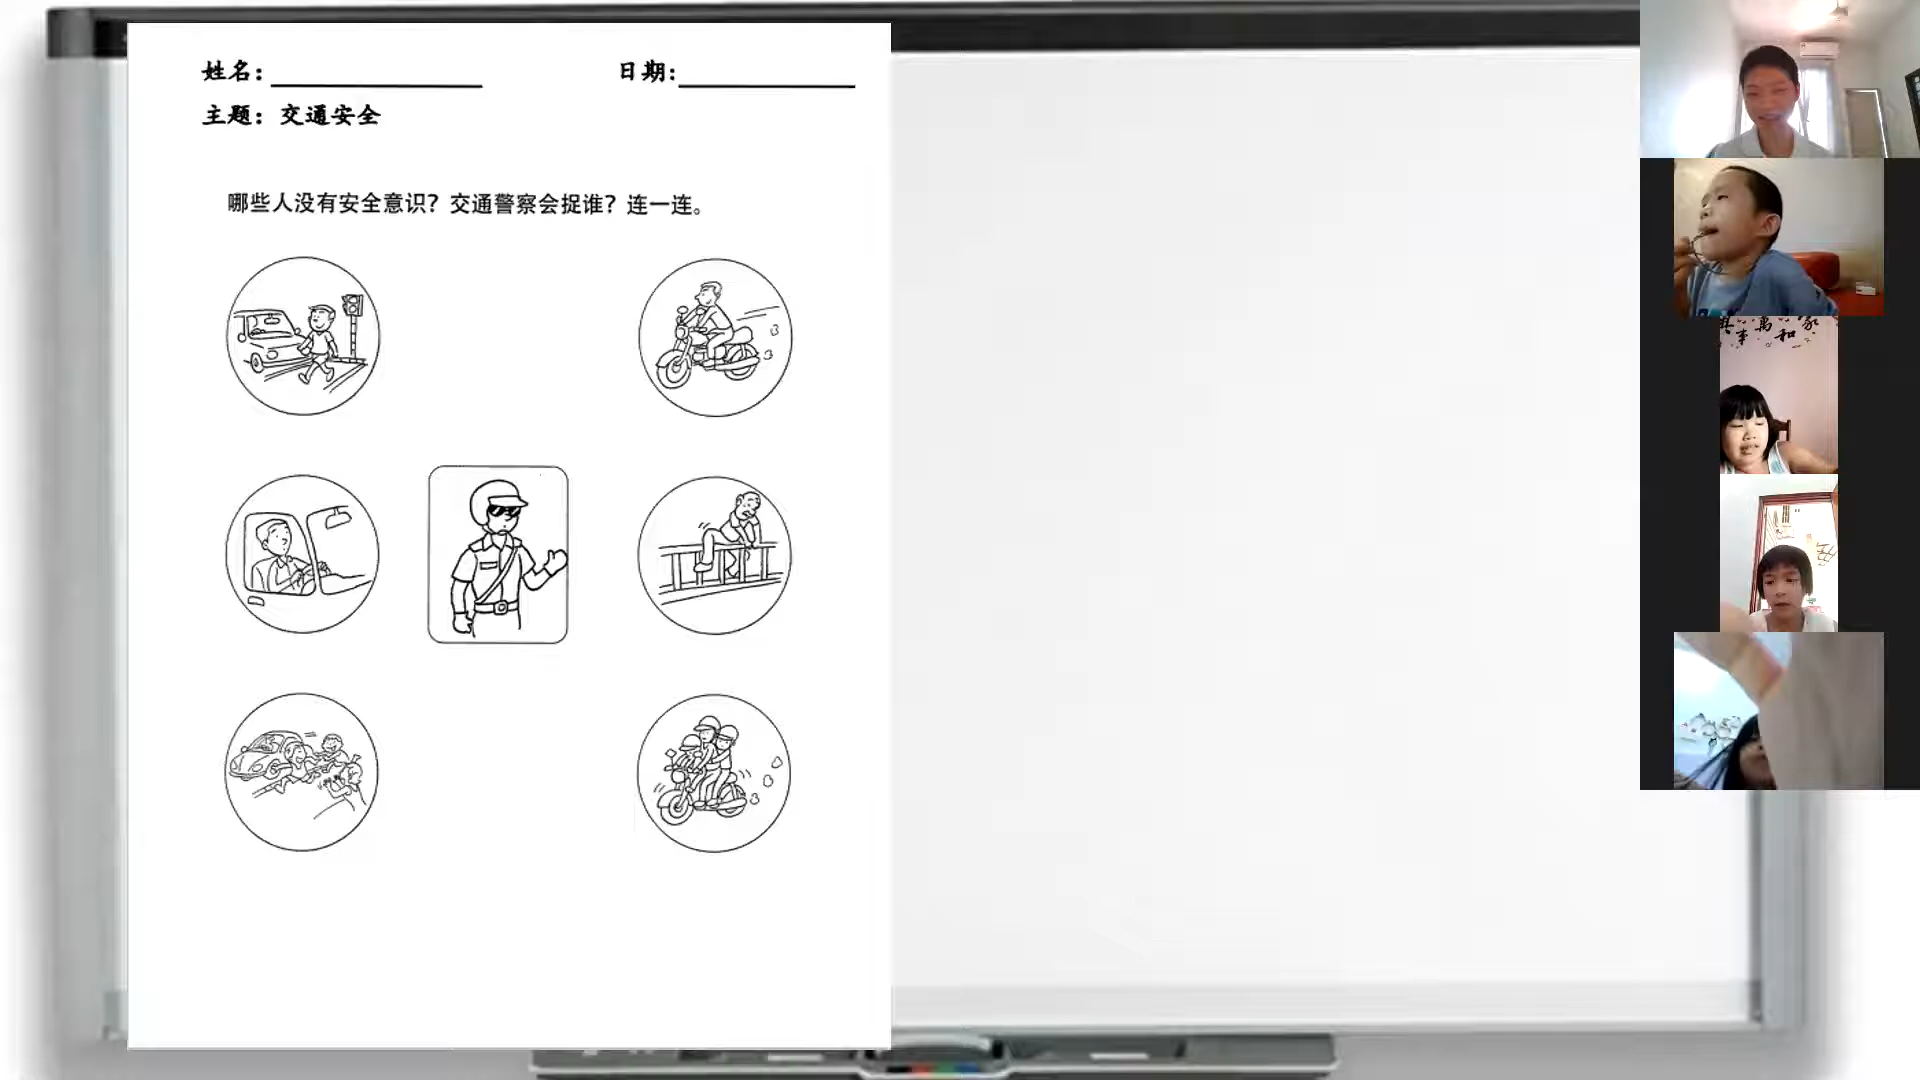 姓名：
日期：
主题：交通安全
哪些人没有安全意识？交通警察会捉谁？连一连。